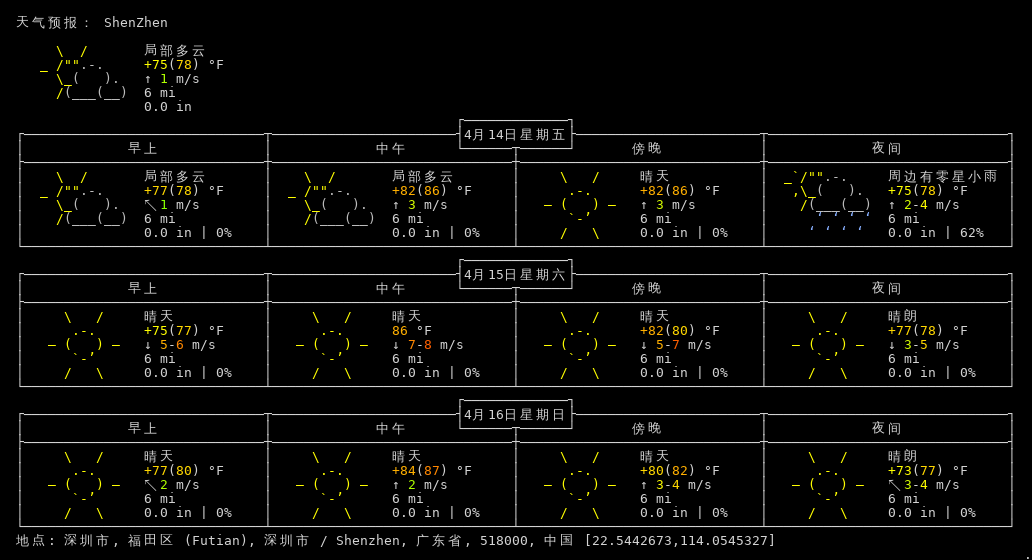 天气预报： ShenZhen
局部多云
+75(78) °F
↑ 1 m/s
6 mi
0.0 in
4月14日星期五
早上 中午 傍晚 夜间
局部多云 局部多云 晴天 周边有零星小雨
+77(78) °F +82(86) °F +82(86) °F +75(78) °F
↖ 1 m/s ↑ 3 m/s ↑ 3 m/s ↑ 2-4 m/s
6 mi 6 mi 6 mi 6 mi
0.0 in | 0% 0.0 in | 0% 0.0 in | 0% 0.0 in | 62%
4月15日星期六
早上 中午 傍晚 夜间
晴天 晴天 晴天 晴朗
+75(77) °F 86 °F +82(80) °F +77(78) °F
↓ 5-6 m/s ↓ 7-8 m/s ↓ 5-7 m/s ↓ 3-5 m/s
6 mi 6 mi 6 mi 6 mi
0.0 in | 0% 0.0 in | 0% 0.0 in | 0% 0.0 in | 0%
4月16日星期日
早上 中午 傍晚 夜间
晴天 晴天 晴天 晴朗
+77(80) °F +84(87) °F +80(82) °F +73(77) °F
↖ 2 m/s ↑ 2 m/s ↑ 3-4 m/s ↖ 3-4 m/s
6 mi 6 mi 6 mi 6 mi
0.0 in | 0% 0.0 in | 0% 0.0 in | 0% 0.0 in | 0%
地点: 深圳市, 福田区 (Futian), 深圳市 / Shenzhen, 广东省, 518000, 中国 [22.5442673,114.0545327]